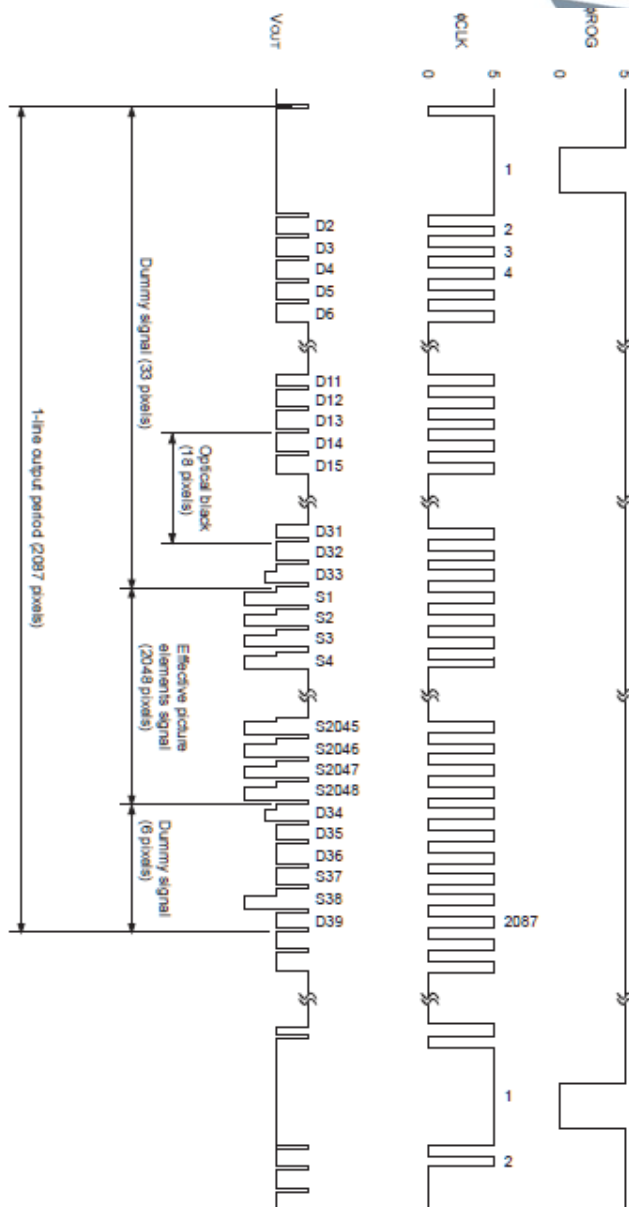 φROG
5
0
φCLK
5
0
1
2
3
4
2087
1
2
VOUT
D2
D3
D4
D5
D6
D11
D12
D13
D14
D15
D31
D32
D33
S1
S2
S3
S4
S2045
S2046
S2047
S2048
D34
D35
D36
S37
S38
D39
Optical black
(18 pixels)
Dummy signal (33 pixels)
Effective picture
elements signal
(2048 pixels)
Dummy signal
(6 pixels)
1-line output period (2087 pixels)